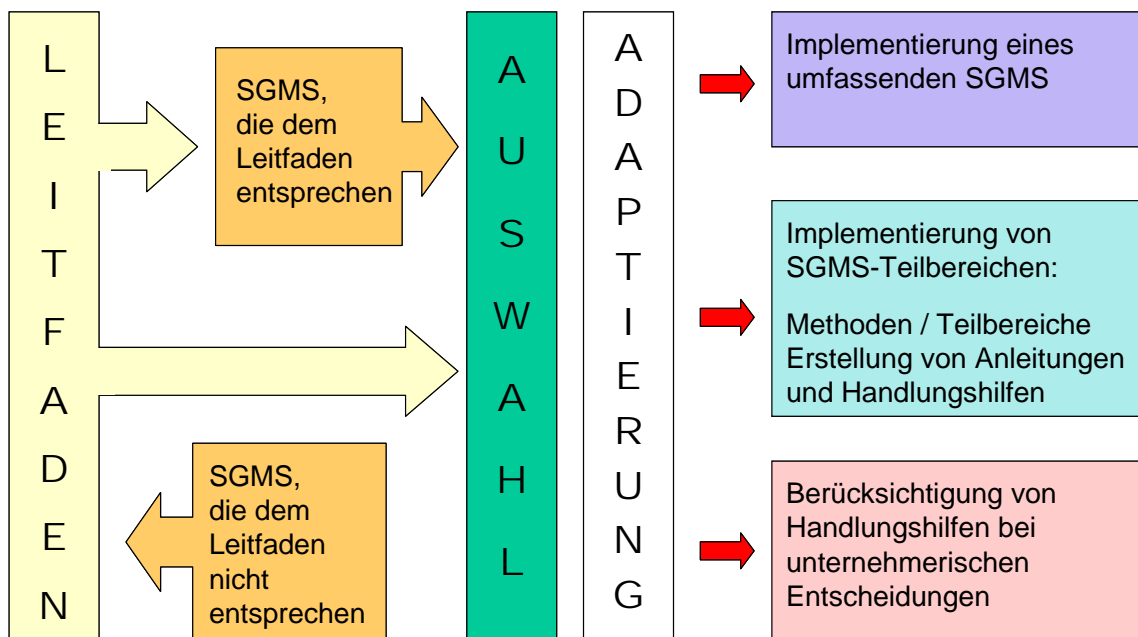 LEITFADEN
SGMS,
die dem
Leitfaden
entsprechen
SGMS,
die dem
Leitfaden
nicht
entsprechen
AUSWAHL
ADAPTIERUNG
Implementierung eines
umfassenden SGMS
Implementierung von
SGMS-Teilbereichen:
Methoden / Teilbereiche
Erstellung von Anleitungen
und Handlungshilfen
Berücksichtigung von
Handlungshilfen bei
unternehmerischen
Entscheidungen